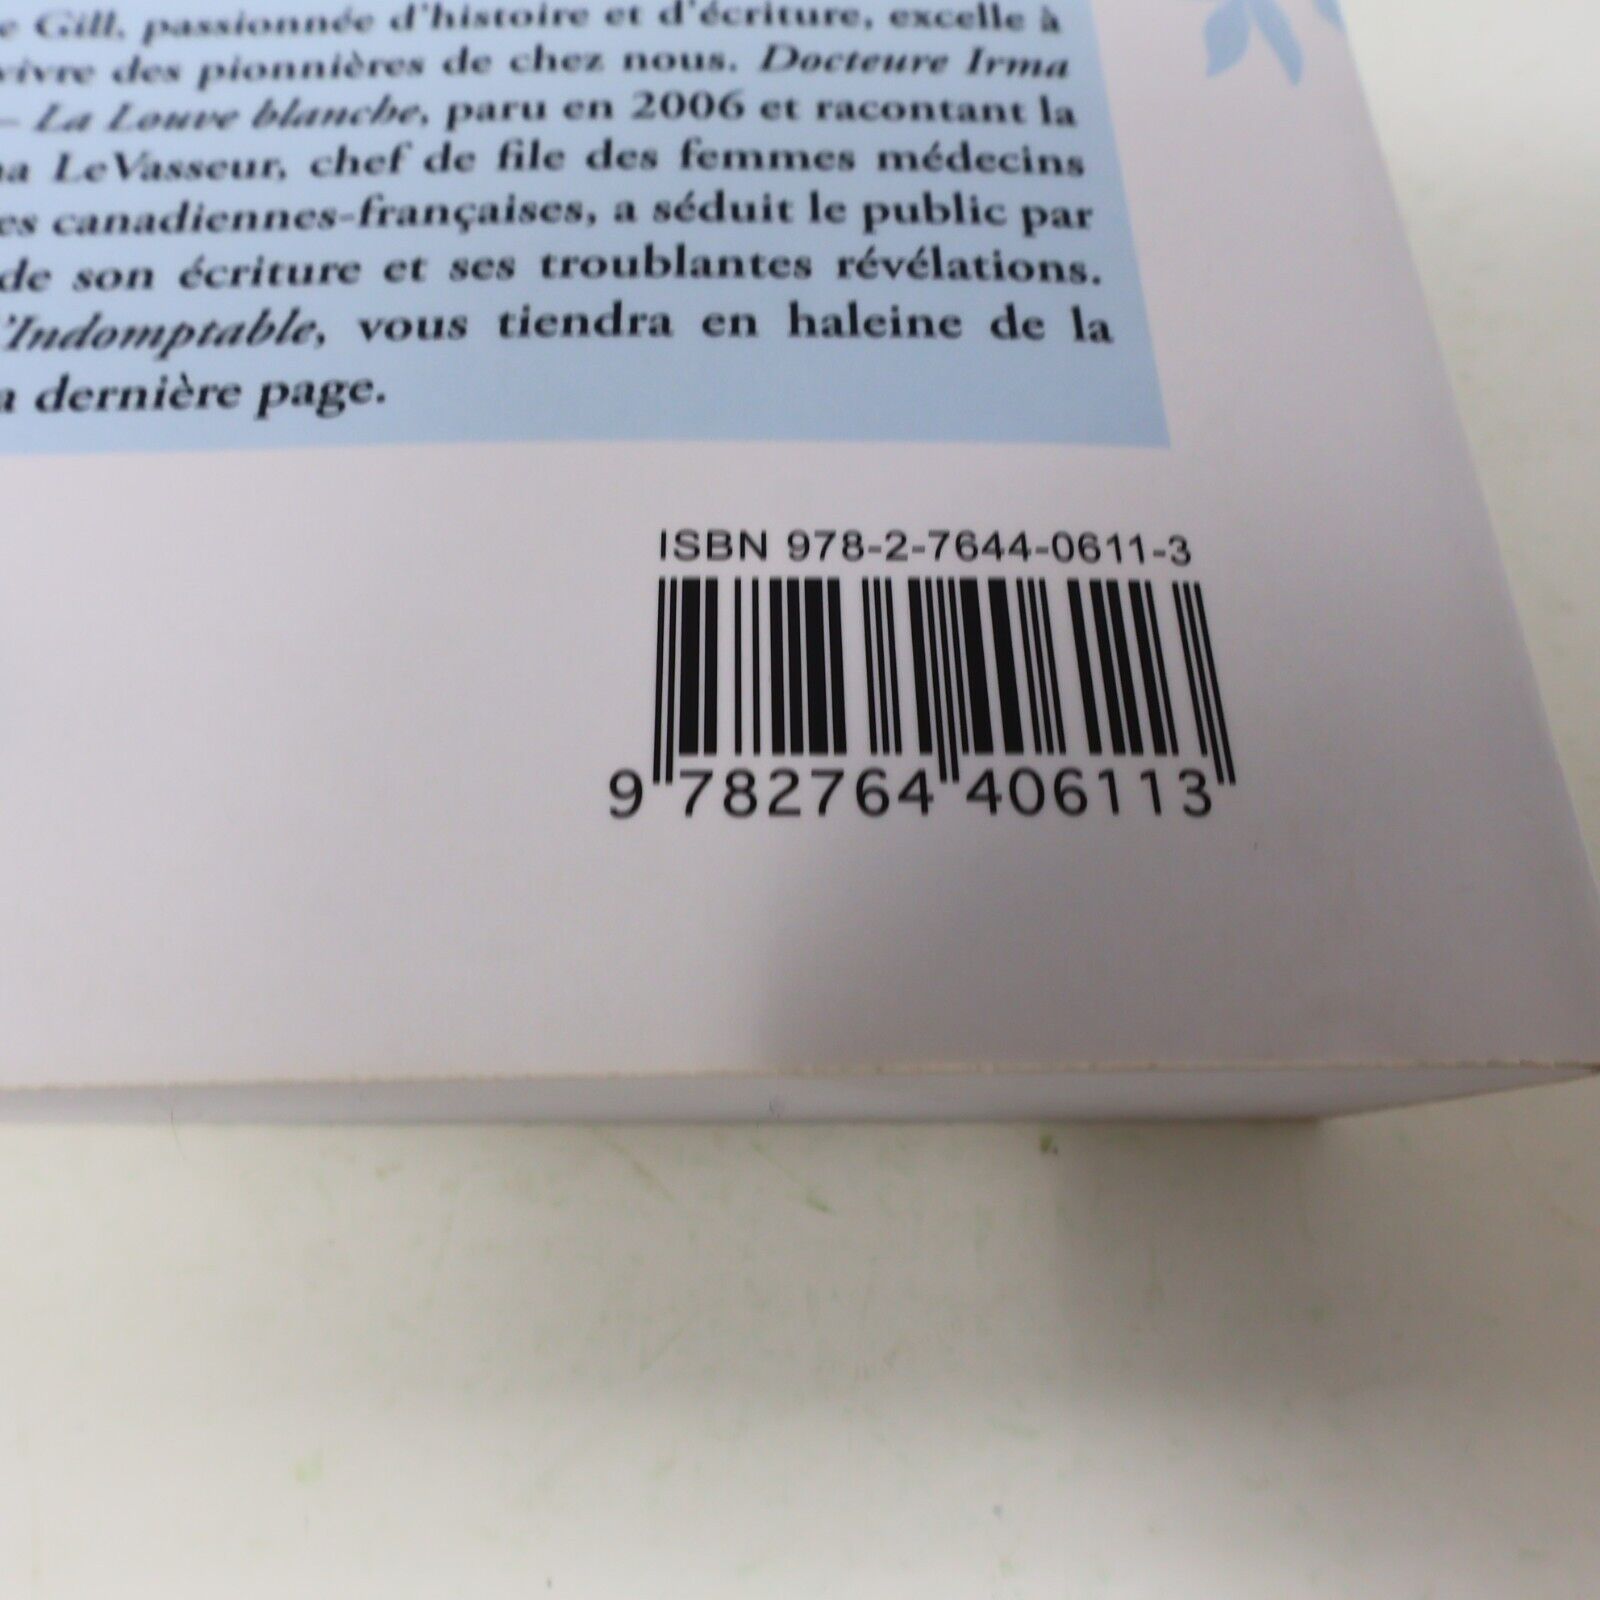 e Gill, passionnée d'histoire et d'écriture, excelle à
vivre des pionnières de chez nous. Docteure Irma
– La Louve blanche, paru en 2006 et racontant la
LeVasseur, chef de file des femmes médecins
es canadiennes-françaises, a séduit le public par
de son écriture et ses troublantes révélations.
'Indomptable, vous tiendra en haleine de la
a dernière page.
ISBN 978-2-7644-0611-3
9 782764 406113